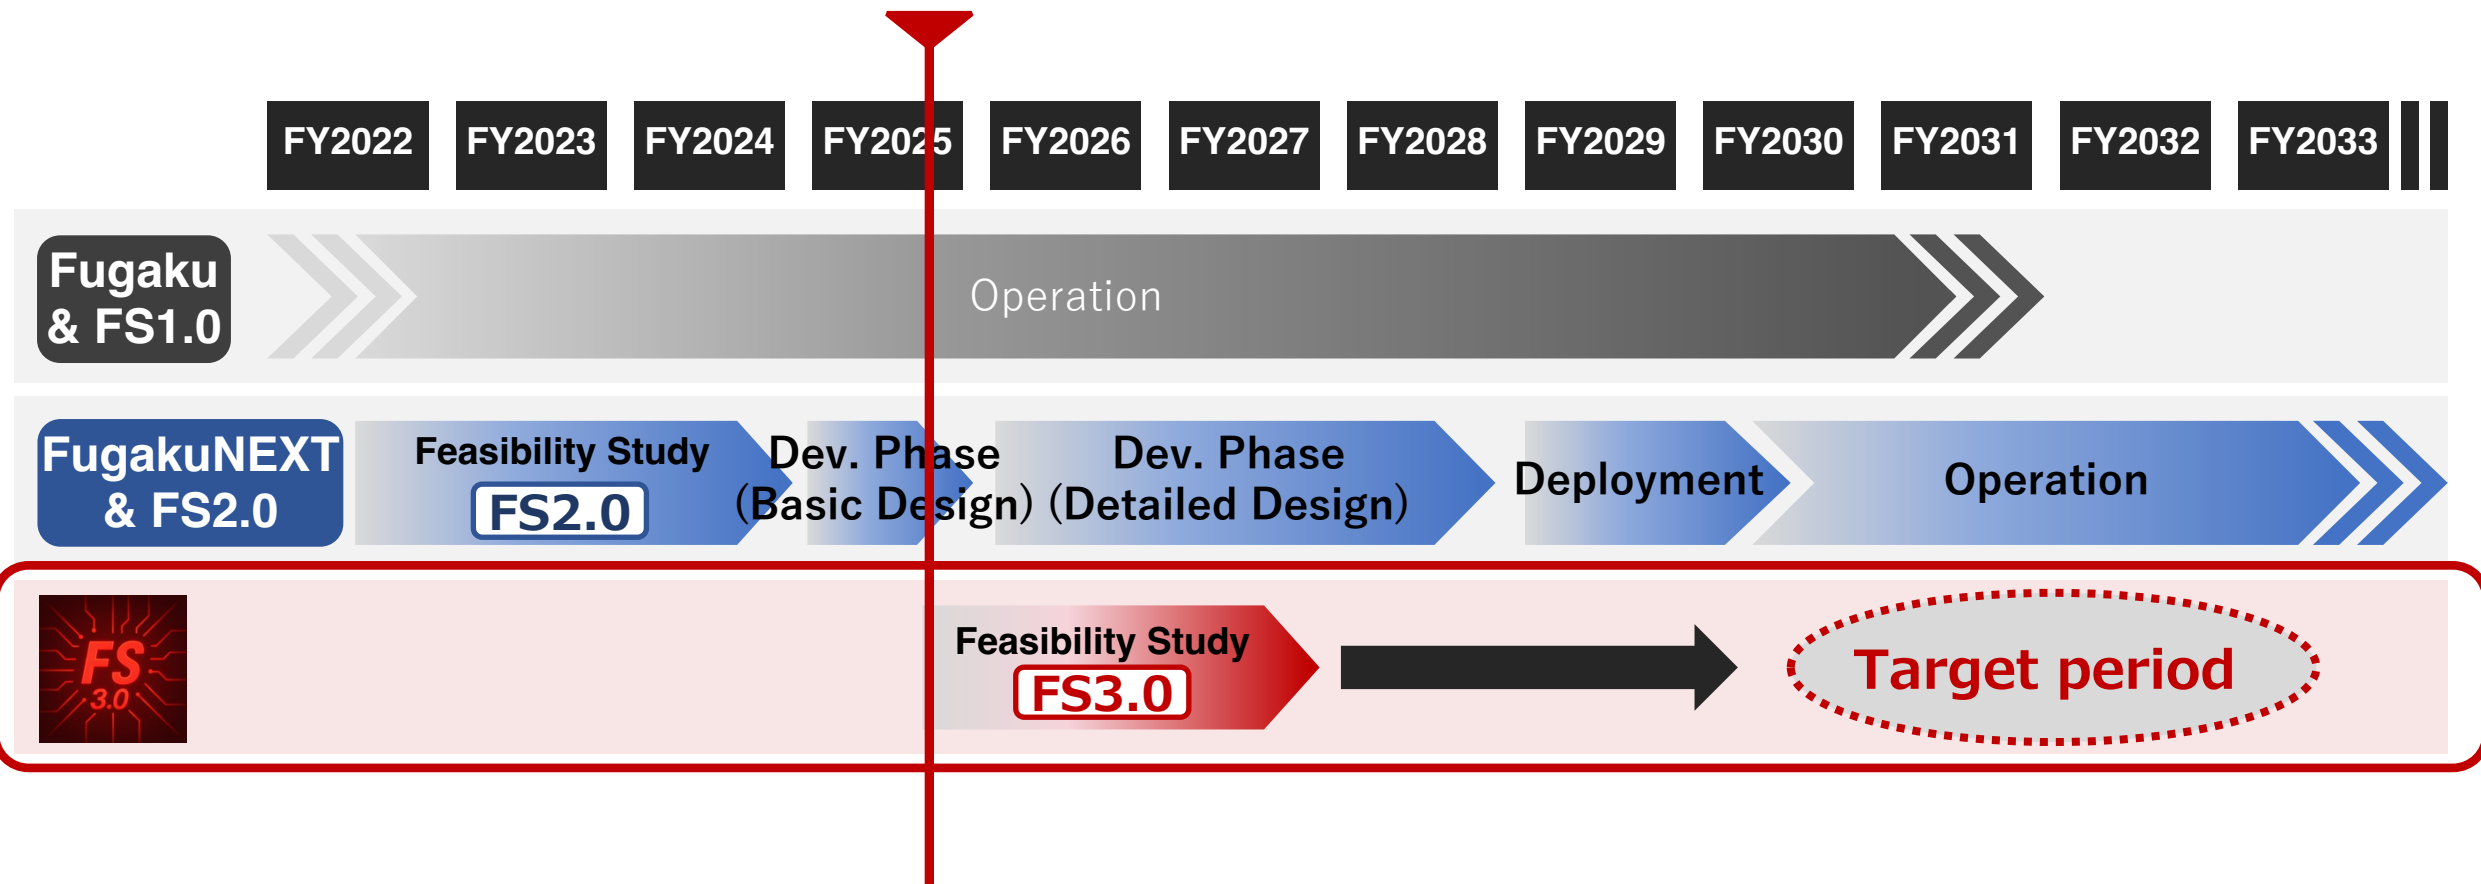 FY2022 FY2023 FY2024 FY2025 FY2026 FY2027 FY2028 FY2029 FY2030 FY2031 FY2032 FY2033
Fugaku
& FS1.0
Operation
FugakuNEXT
& FS2.0
Feasibility Study
FS2.0
Dev. Phase
(Basic Design)
Dev. Phase
(Detailed Design)
Deployment
Operation
FS
3.0
Feasibility Study
FS3.0
Target period